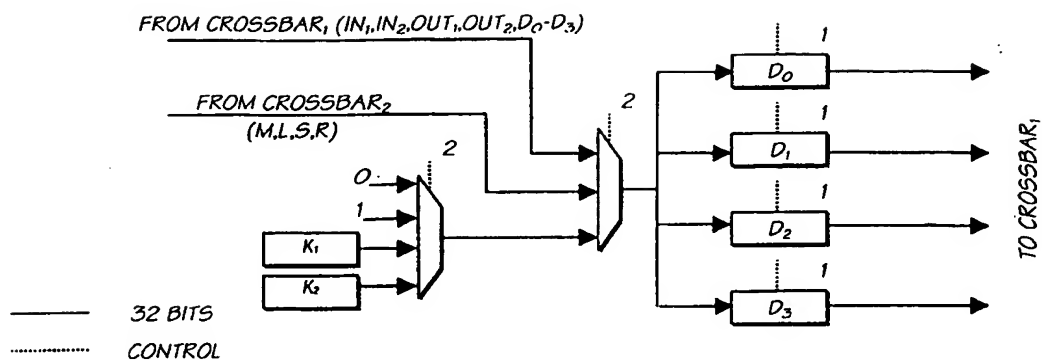 FROM CROSSBAR₁ (IN₁,IN₂,OUT₁,OUT₂,D₀-D₃)
FROM CROSSBAR₂
(M,L,S,R)
2
2
0
1
K₁
K₂
1
D₀
1
D₁
1
D₂
1
D₃
TO CROSSBAR₁
32 BITS
CONTROL